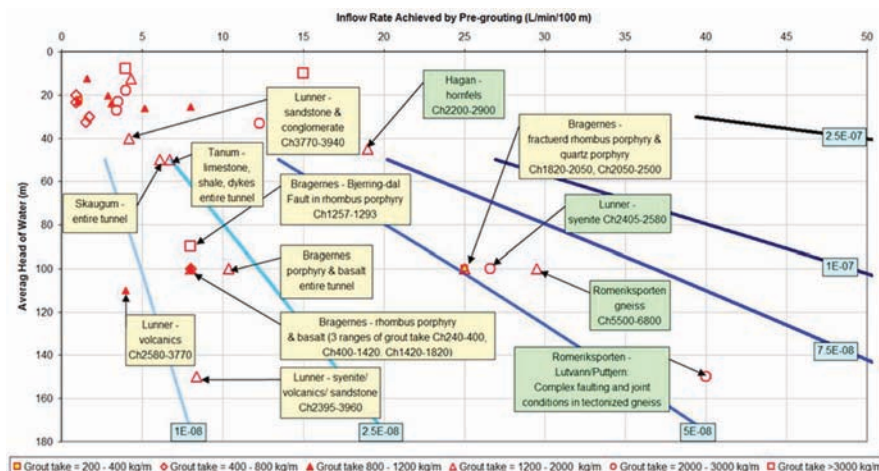 Inflow Rate Achieved by Pre-grouting (L/min/100 m)
0 5 10 15 20 25 30 35 40 45 50
Averag Head of Water (m)
0
20
40
60
80
100
120
140
160
180
Lunner -
sandstone &
conglomerate
Ch3770-3940
Hagan -
hornfels
Ch2200-2900
Bragernes -
fractuerd rhombus porphyry &
quartz porphyry
Ch1820-2050, Ch2050-2500
2.5E-07
Tanum -
limestone,
shale, dykes
entire tunnel
Skaugum -
entire tunnel
Bragernes - Bjerring-dal
Fault in rhombus porphyry
Ch1257-1293
Lunner -
syenite Ch2405-2580
Bragernes
porphyry & basalt
entire tunnel
1E-07
Romeriksporten
gneiss
Ch5500-6800
Lunner -
volcanics
Ch2580-3770
Bragernes - rhombus porphyry
& basalt (3 ranges of grout take Ch240-400,
Ch400-1420. Ch1420-1820)
7.5E-08
Lunner - syenite/
volcanics/ sandstone
Ch2395-3960
Romeriksporten -
Lutvann/Puttjern:
Complex faulting and joint
conditions in tectonized gneiss
1E-08
2.5E-08
5E-08
Grout take = 200 - 400 kg/m Grout take = 400 - 800 kg/m Grout take 800 - 1200 kg/m Grout take = 1200 - 2000 kg/m Grout take = 2000 - 3000 kg/m Grout take >3000 kg/m